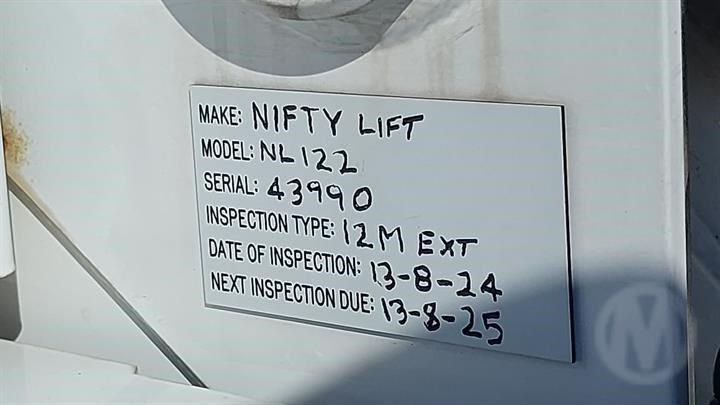 MAKE: NIFTY LIFT
MODEL: NL122
SERIAL: 43990
INSPECTION TYPE: 12M EXT
DATE OF INSPECTION: 13-8-24
NEXT INSPECTION DUE: 13-8-25
M